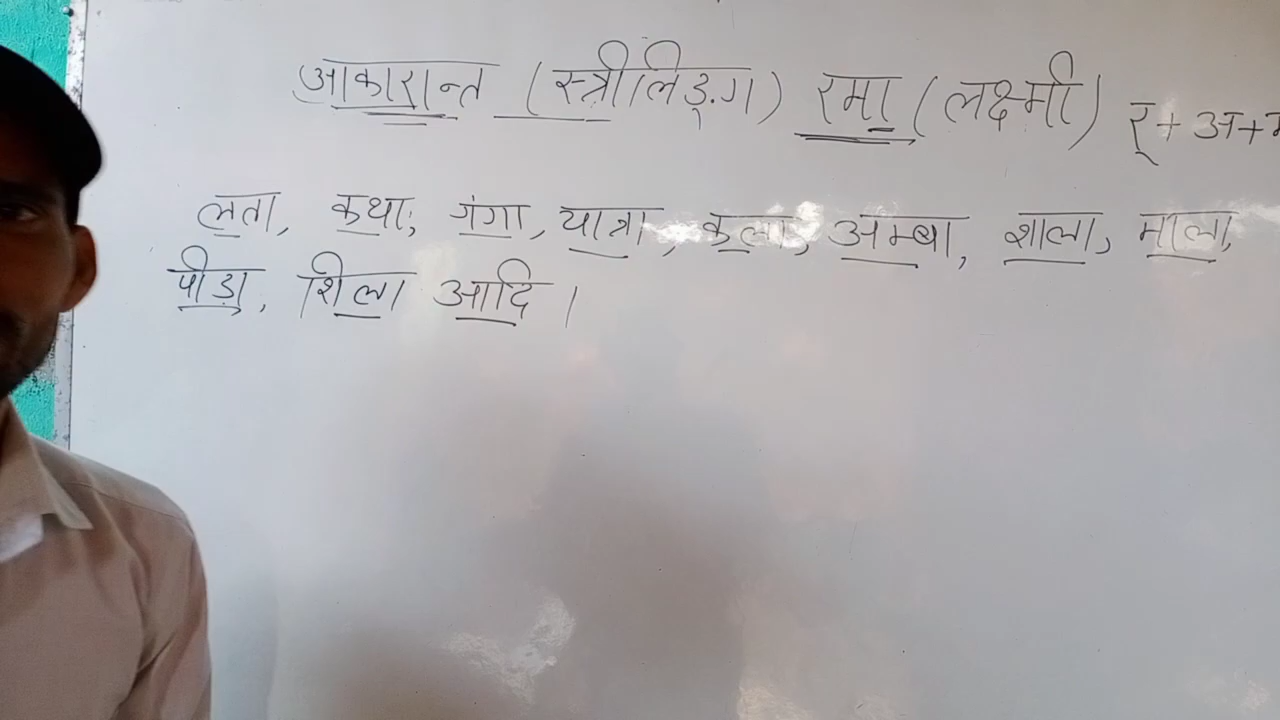 आकारान्त (स्त्रीलिङ्ग) रमा (लक्ष्मी) र् + अ + म
लता, कथा, गंगा, यात्रा, कला, अम्बा, शाला, माला,
पीडा, शिला आदि ।